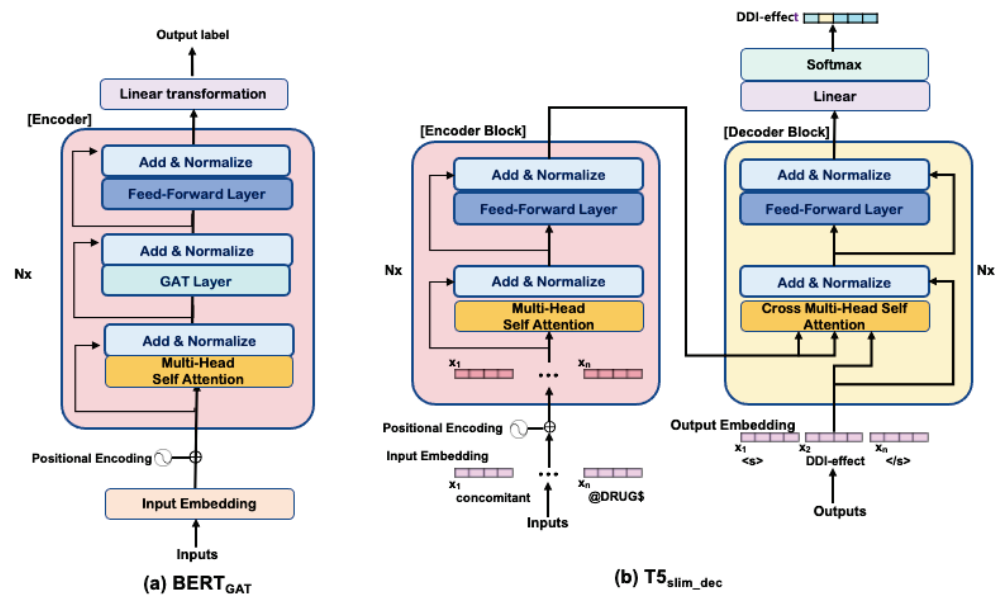 Output label
Linear transformation
[Encoder]
Add & Normalize
Feed-Forward Layer
Add & Normalize
GAT Layer
Nx
Add & Normalize
Multi-Head
Self Attention
Positional Encoding
Input Embedding
Inputs
(a) BERTGAT
DDI-effect
Softmax
Linear
[Encoder Block]
Add & Normalize
Feed-Forward Layer
Nx
Add & Normalize
Multi-Head
Self Attention
x1 ... xn
Positional Encoding
Input Embedding
x1 ... xn
concomitant @DRUG$
Inputs
[Decoder Block]
Add & Normalize
Feed-Forward Layer
Nx
Add & Normalize
Cross Multi-Head Self
Attention
Output Embedding
x1 x2 xn
<s> DDI-effect </s>
Outputs
(b) T5slim_dec